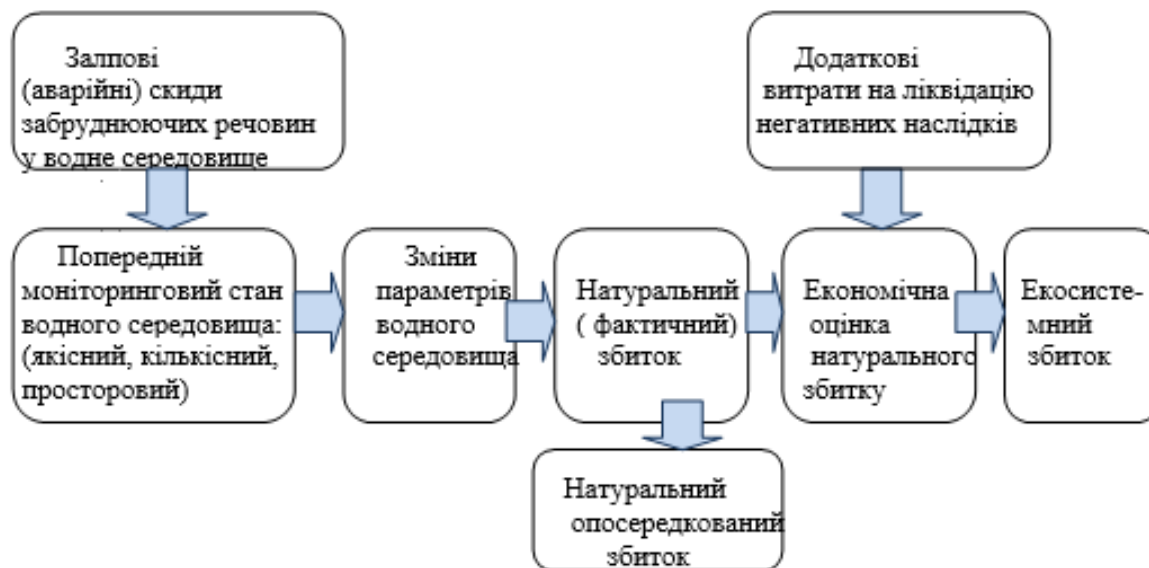 Залпові
(аварійні) скиди
забруднюючих речовин
у водне середовище
Додаткові
витрати на ліквідацію
негативних наслідків
Попередній
моніторинговий стан
водного середовища:
(якісний, кількісний,
просторовий)
Зміни
параметрів
водного
середовища
Натуральний
( фактичний)
збиток
Економічна
оцінка
натурального
збитку
Екосисте-
мний
збиток
Натуральний
опосередкований
збиток